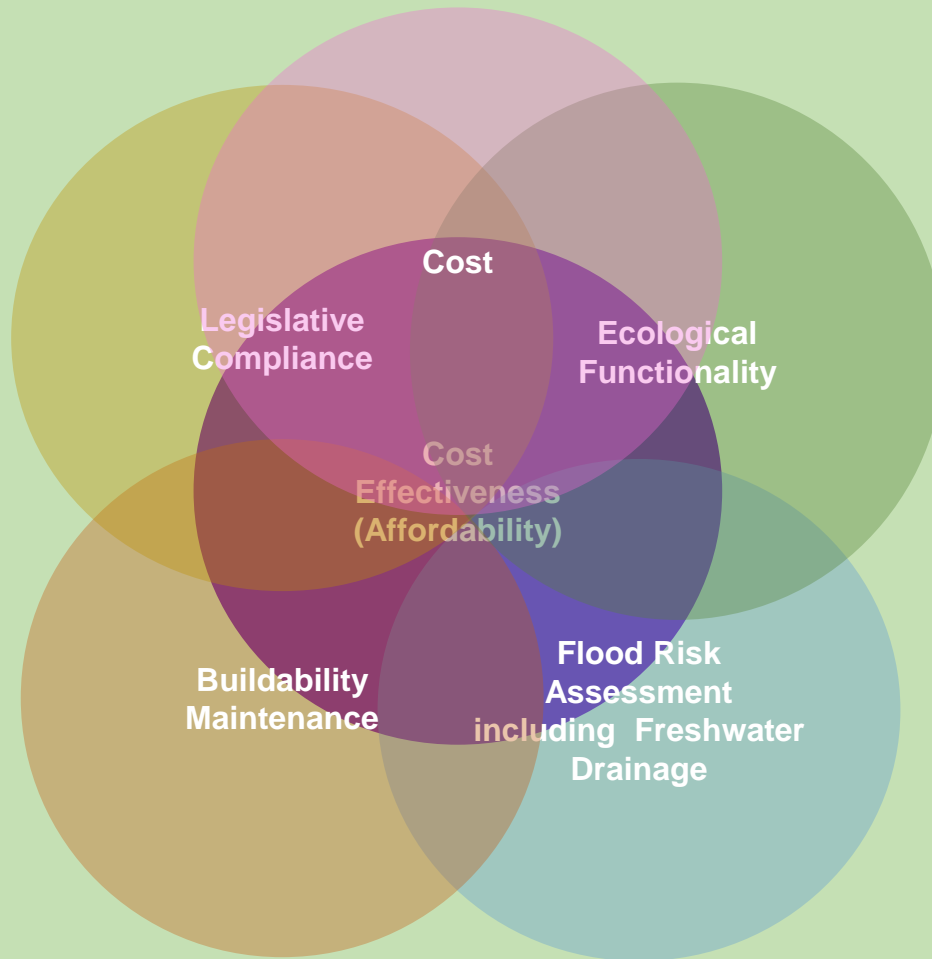 Cost
Legislative
Compliance
Ecological
Functionality
Cost
Effectiveness
(Affordability)
Buildability
Maintenance
Flood Risk
Assessment
including  Freshwater
Drainage